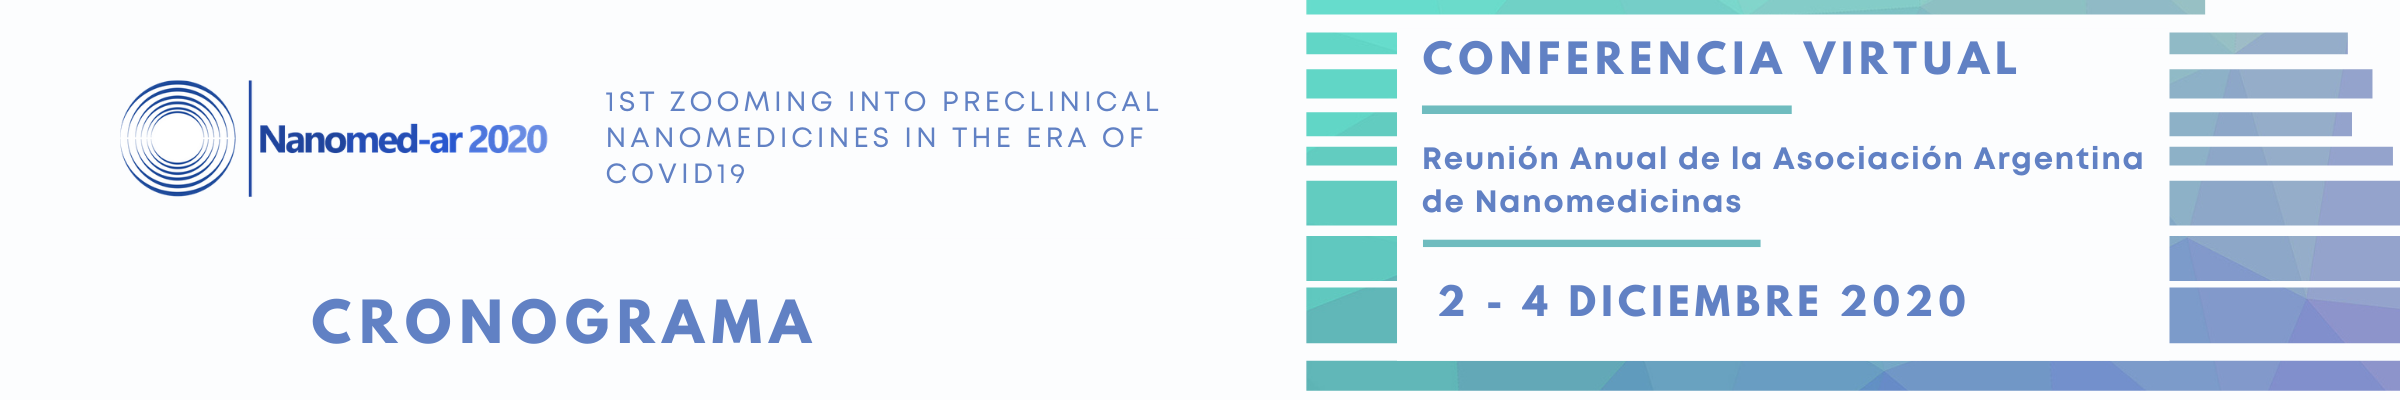 Nanomed-ar 2020
1ST ZOOMING INTO PRECLINICAL
NANOMEDICINES IN THE ERA OF
COVID19
CRONOGRAMA
CONFERENCIA VIRTUAL
Reunión Anual de la Asociación Argentina
de Nanomedicinas
2 - 4 DICIEMBRE 2020